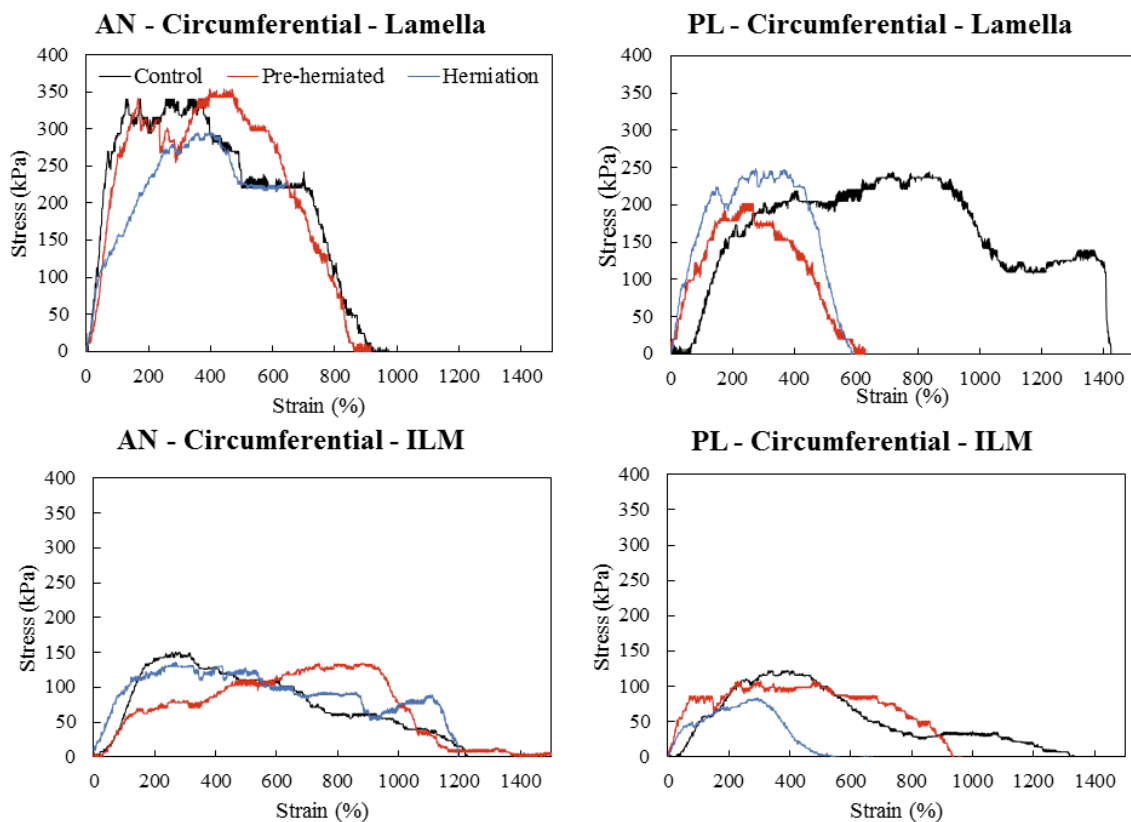 AN - Circumferential - Lamella
PL - Circumferential - Lamella
Control Pre-herniated Herniation
Stress (kPa)
400
350
300
250
200
150
100
50
0
0 200 400 600 800 1000 1200 1400
Strain (%)
Stress (kPa)
400
350
300
250
200
150
100
50
0
0 200 400 600 800 1000 1200 1400
Strain (%)
AN - Circumferential - ILM
PL - Circumferential - ILM
Stress (kPa)
400
350
300
250
200
150
100
50
0
0 200 400 600 800 1000 1200 1400
Strain (%)
Stress (kPa)
400
350
300
250
200
150
100
50
0
0 200 400 600 800 1000 1200 1400
Strain (%)